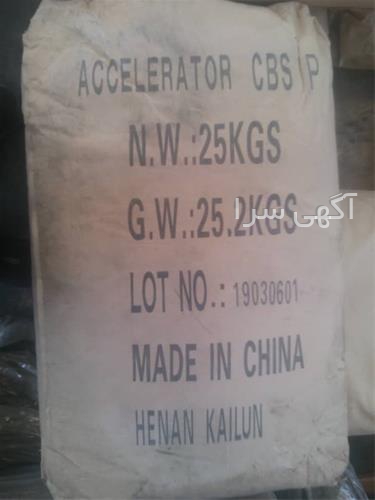 ACCELERATOR CBS P
N.W.:25KGS
آگهی سرا
G.W.:25.2KGS
LOT NO.: 19030601
MADE IN CHINA
HENAN KAILUN